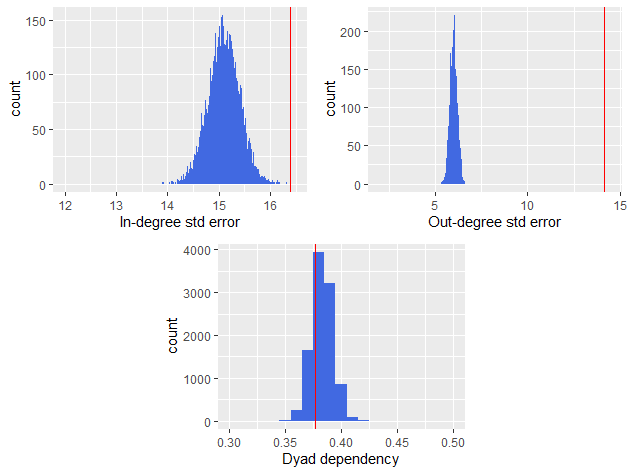 150
100
50
0
count
12 13 14 15 16
In-degree std error
200
150
100
50
0
count
5 10 15
Out-degree std error
4000
3000
2000
1000
0
count
0.30 0.35 0.40 0.45 0.50
Dyad dependency